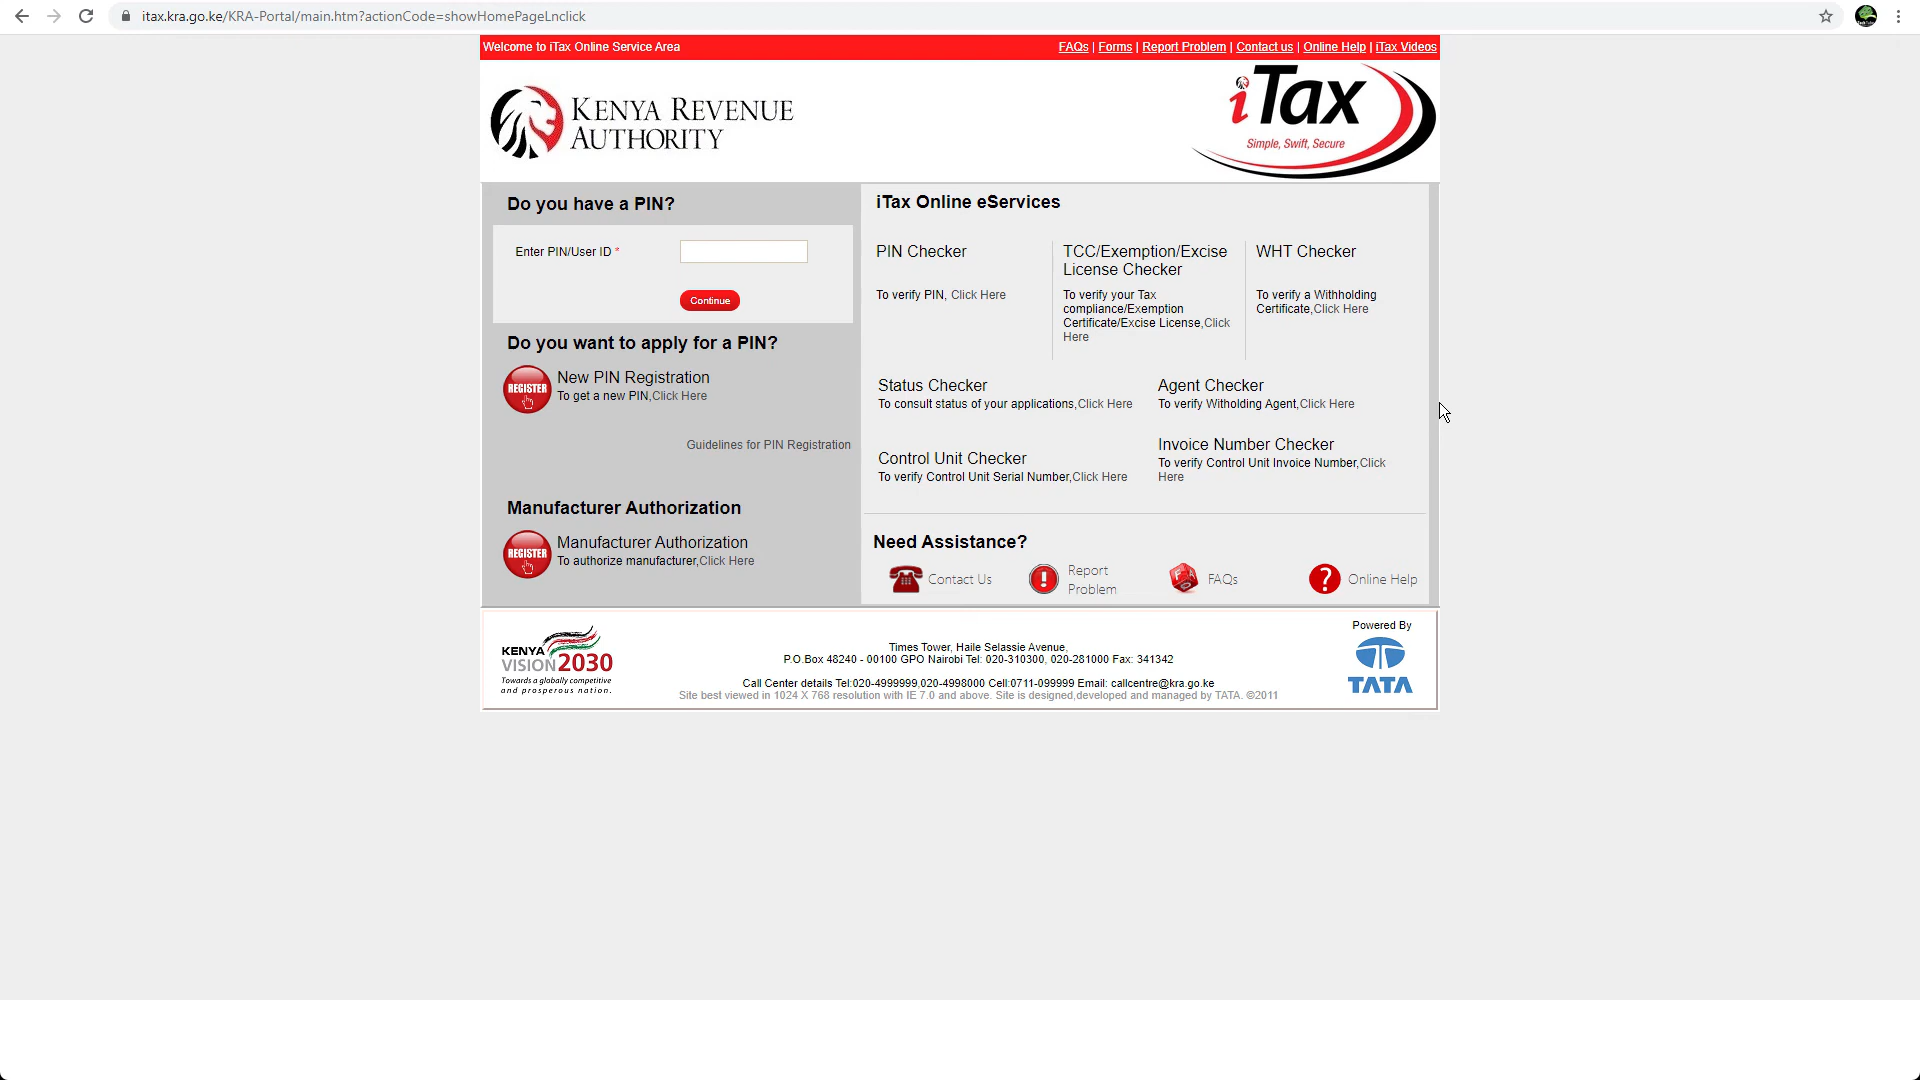 itax.kra.go.ke/KRA-Portal/main.htm?actionCode=showHomePageLnclick
Welcome to iTax Online Service Area
FAQs | Forms | Report Problem | Contact us | Online Help | iTax Videos
KENYA REVENUE
AUTHORITY
iTax
Simple, Swift, Secure
Do you have a PIN?
Enter PIN/User ID *
Continue
Do you want to apply for a PIN?
REGISTER
New PIN Registration
To get a new PIN,Click Here
Guidelines for PIN Registration
Manufacturer Authorization
REGISTER
Manufacturer Authorization
To authorize manufacturer,Click Here
iTax Online eServices
PIN Checker
To verify PIN, Click Here
TCC/Exemption/Excise
License Checker
To verify your Tax
compliance/Exemption
Certificate/Excise License,Click
Here
WHT Checker
To verify a Withholding
Certificate,Click Here
Status Checker
To consult status of your applications,Click Here
Agent Checker
To verify Witholding Agent,Click Here
Control Unit Checker
To verify Control Unit Serial Number,Click Here
Invoice Number Checker
To verify Control Unit Invoice Number,Click
Here
Need Assistance?
Contact Us
Report
Problem
FAQs
Online Help
KENYA
VISION 2030
Towards a globally competitive
and prosperous nation.
Times Tower, Haile Selassie Avenue,
P.O.Box 48240 - 00100 GPO Nairobi Tel: 020-310300, 020-281000 Fax: 341342
Call Center details Tel:020-4999999,020-4998000 Cell:0711-099999 Email: callcentre@kra.go.ke
Site best viewed in 1024 X 768 resolution with IE 7.0 and above. Site is designed,developed and managed by TATA. ©2011
Powered By
TATA